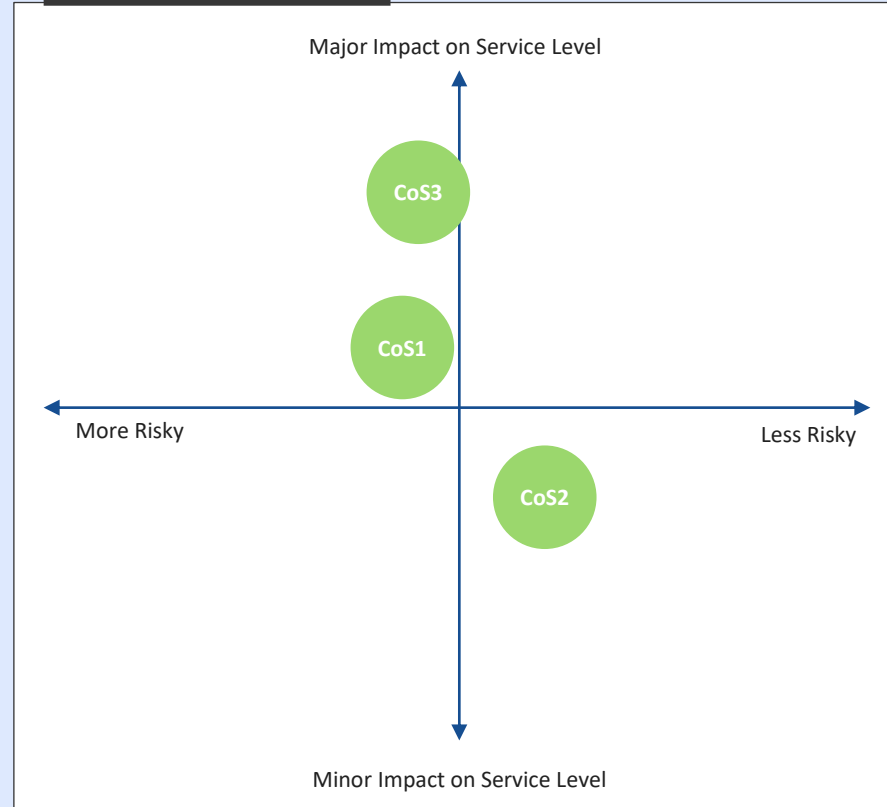 Major Impact on Service Level
CoS3
CoS1
More Risky
Less Risky
CoS2
Minor Impact on Service Level